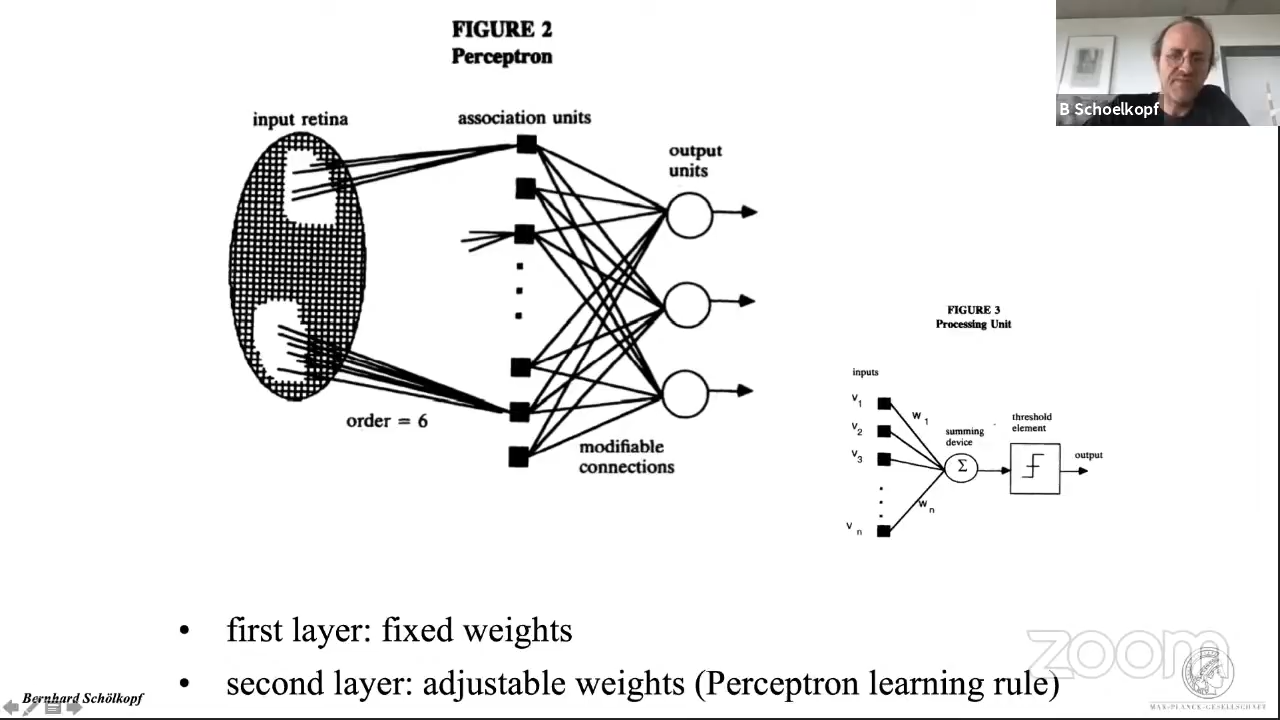 FIGURE 2
Perceptron
input retina
association units
output
units
order = 6
modifiable
connections
B Schoelkopf
FIGURE 3
Processing Unit
inputs
V1
V2
V3
Vn
W1
Wn
summing
device
Σ
threshold
element
output
• first layer: fixed weights
• second layer: adjustable weights (Perceptron learning rule)
Bernhard Schölkopf
zoom
MAX-PLANCK-GESELLSCHAFT